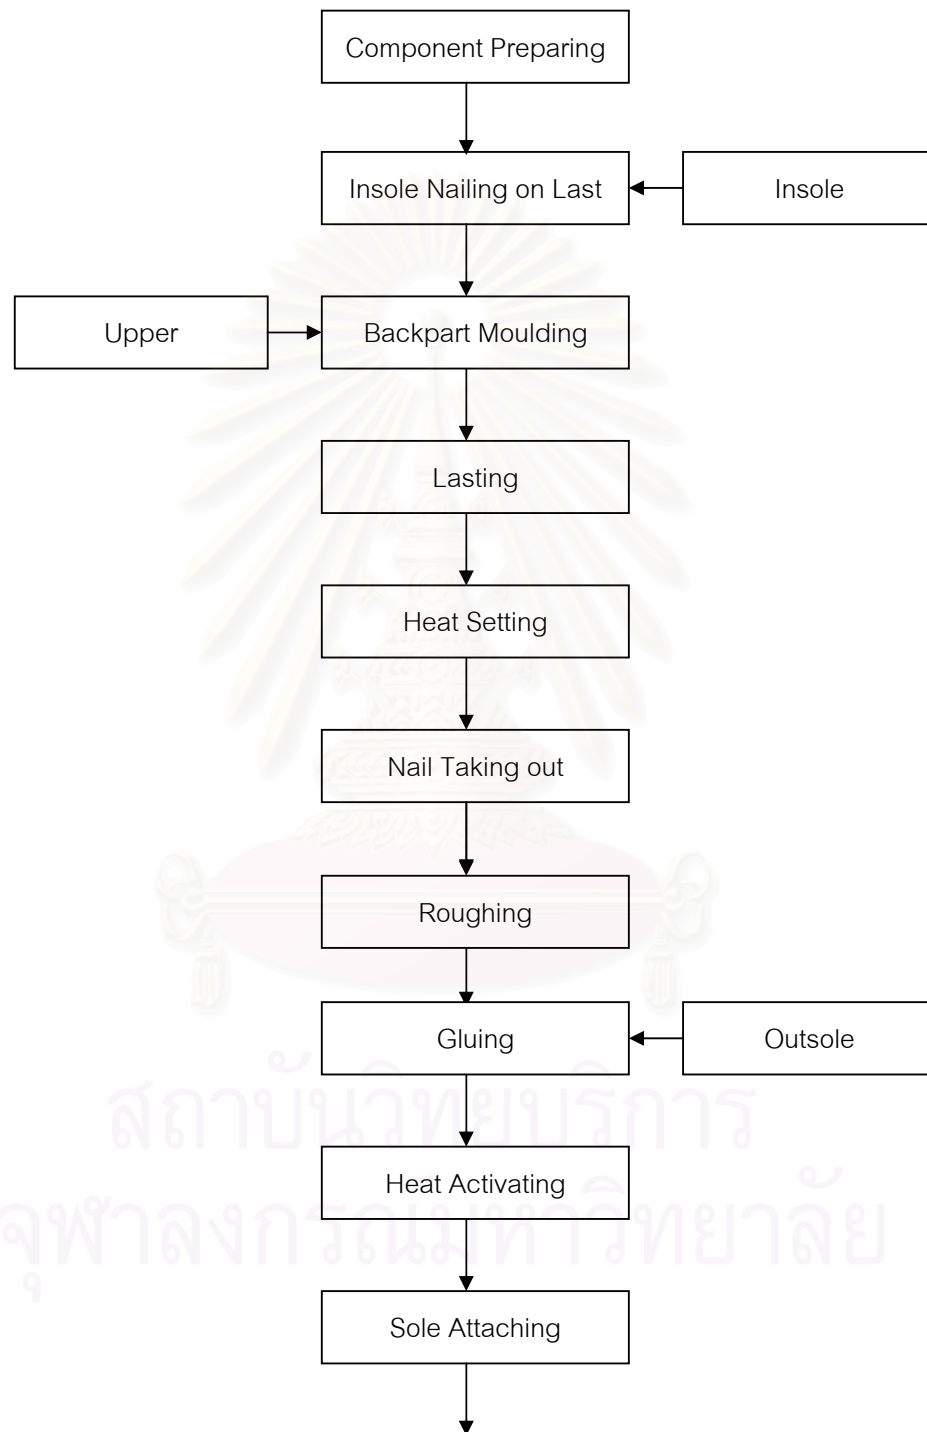 Component Preparing
Insole Nailing on Last
Insole
Upper
Backpart Moulding
Lasting
Heat Setting
Nail Taking out
Roughing
Gluing
Outsole
สถาบันวิทยบริการ
Heat Activating
จุฬาลงกรณ์มหาวิทยาลัย
Sole Attaching